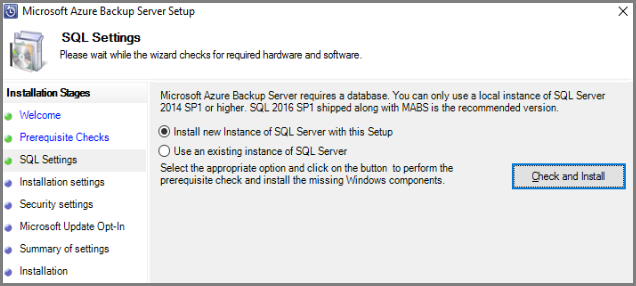 Microsoft Azure Backup Server Setup
SQL Settings
Please wait while the wizard checks for required hardware and software.
Installation Stages
Welcome
Prerequisite Checks
SQL Settings
Installation settings
Security settings
Microsoft Update Opt-In
Summary of settings
Installation
Microsoft Azure Backup Server requires a database. You can only use a local instance of SQL Server
2014 SP1 or higher. SQL 2016 SP1 shipped along with MABS is the recommended version.
Install new Instance of SQL Server with this Setup
Use an existing instance of SQL Server
Select the appropriate option and click on the button to perform the
prerequisite check and install the missing Windows components.
Check and Install